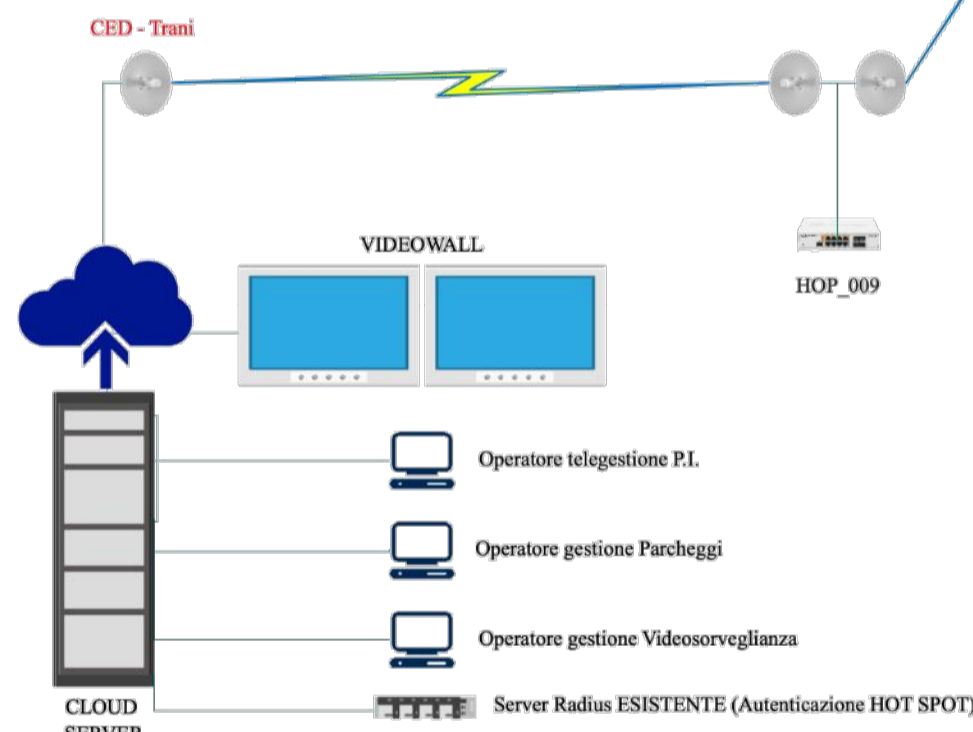 CED - Trani
VIDEOWALL
HOP_009
Operatore telegestione P.I.
Operatore gestione Parcheggi
Operatore gestione Videosorveglianza
Server Radius ESISTENTE (Autenticazione HOT SPOT)
CLOUD
SERVER